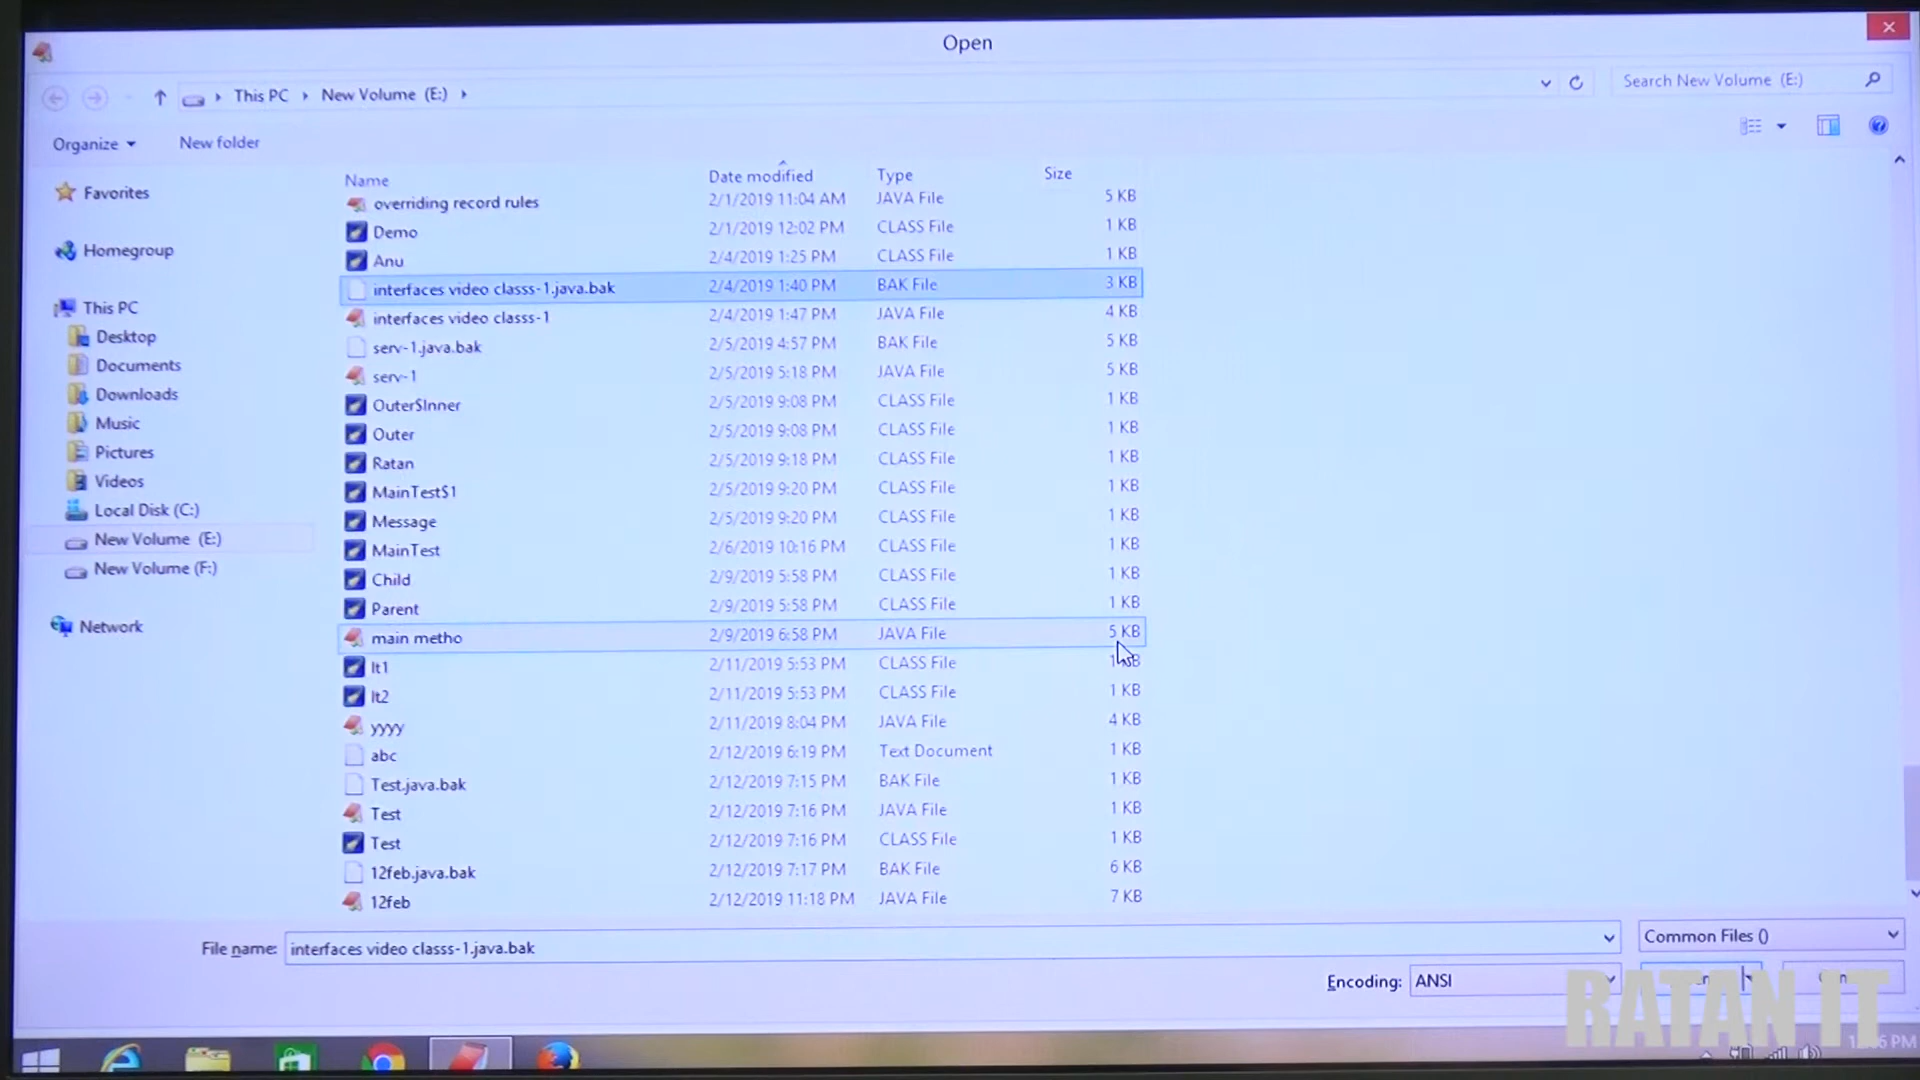 Open
This PC New Volume (E:)
Search New Volume (E:)
Organize New folder
Name Date modified Type Size
overriding record rules 2/1/2019 11:04 AM JAVA File 5 KB
Demo 2/1/2019 12:02 PM CLASS File 1 KB
Anu 2/4/2019 1:25 PM CLASS File 1 KB
interfaces video classs-1.java.bak 2/4/2019 1:40 PM BAK File 3 KB
interfaces video classs-1 2/4/2019 1:47 PM JAVA File 4 KB
serv-1.java.bak 2/5/2019 4:57 PM BAK File 5 KB
serv-1 2/5/2019 5:18 PM JAVA File 5 KB
Outer$Inner 2/5/2019 9:08 PM CLASS File 1 KB
Outer 2/5/2019 9:08 PM CLASS File 1 KB
Ratan 2/5/2019 9:18 PM CLASS File 1 KB
MainTest$1 2/5/2019 9:20 PM CLASS File 1 KB
Message 2/5/2019 9:20 PM CLASS File 1 KB
MainTest 2/6/2019 10:16 PM CLASS File 1 KB
Child 2/9/2019 5:58 PM CLASS File 1 KB
Parent 2/9/2019 5:58 PM CLASS File 1 KB
main metho 2/9/2019 6:58 PM JAVA File 5 KB
It1 2/11/2019 5:53 PM CLASS File 1 KB
It2 2/11/2019 5:53 PM CLASS File 1 KB
yyyy 2/11/2019 8:04 PM JAVA File 4 KB
abc 2/12/2019 6:19 PM Text Document 1 KB
Test.java.bak 2/12/2019 7:15 PM BAK File 1 KB
Test 2/12/2019 7:16 PM JAVA File 1 KB
Test 2/12/2019 7:16 PM CLASS File 1 KB
12feb.java.bak 2/12/2019 7:17 PM BAK File 6 KB
12feb 2/12/2019 11:18 PM JAVA File 7 KB
Favorites
Homegroup
This PC
Desktop
Documents
Downloads
Music
Pictures
Videos
Local Disk (C:)
New Volume (E:)
New Volume (F:)
Network
File name: interfaces video classs-1.java.bak
Common Files ()
Encoding: ANSI
RATAN IT
PM